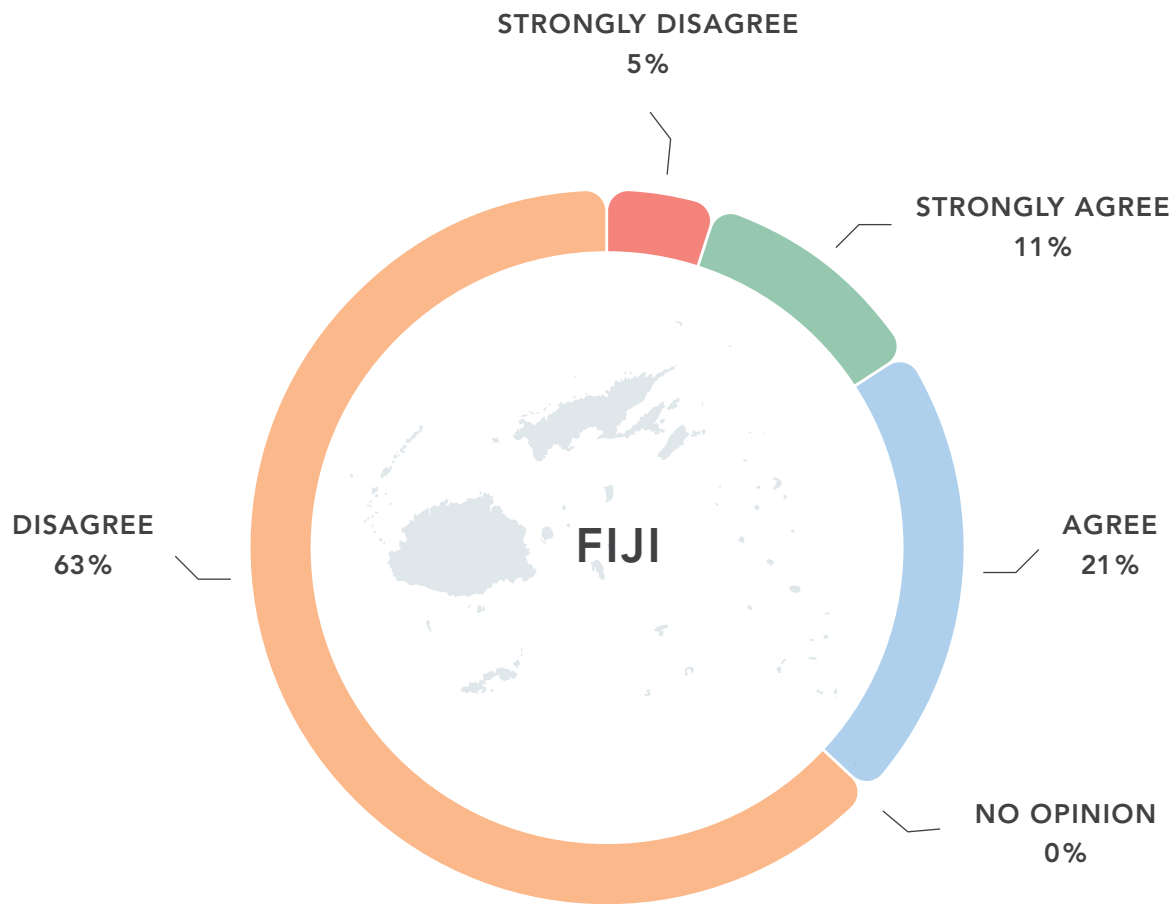 STRONGLY DISAGREE
5%
STRONGLY AGREE
11%
DISAGREE
63%
FIJI
AGREE
21%
NO OPINION
0%